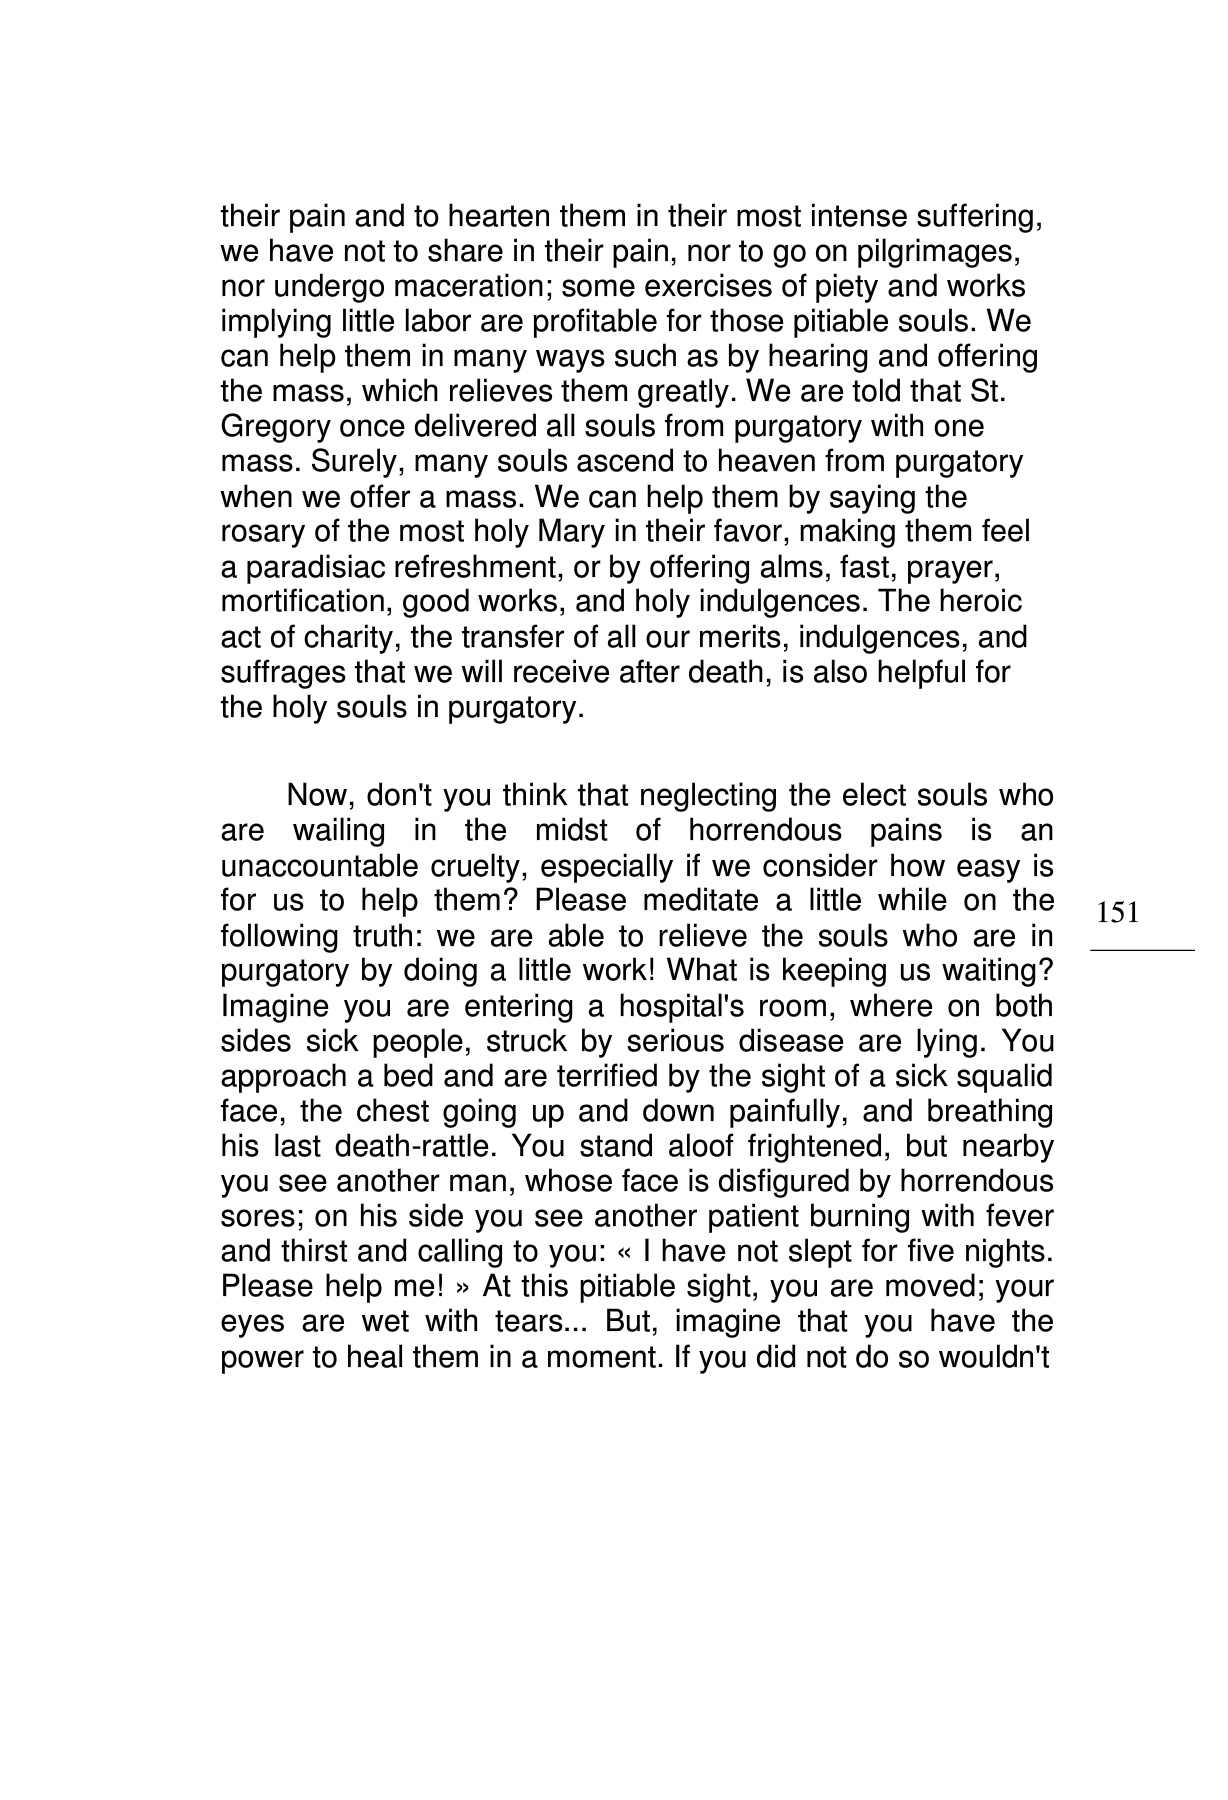 their pain and to hearten them in their most intense suffering,
we have not to share in their pain, nor to go on pilgrimages,
nor undergo maceration; some exercises of piety and works
implying little labor are profitable for those pitiable souls. We
can help them in many ways such as by hearing and offering
the mass, which relieves them greatly. We are told that St.
Gregory once delivered all souls from purgatory with one
mass. Surely, many souls ascend to heaven from purgatory
when we offer a mass. We can help them by saying the
rosary of the most holy Mary in their favor, making them feel
a paradisiac refreshment, or by offering alms, fast, prayer,
mortification, good works, and holy indulgences. The heroic
act of charity, the transfer of all our merits, indulgences, and
suffrages that we will receive after death, is also helpful for
the holy souls in purgatory.
Now, don't you think that neglecting the elect souls who
are wailing in the midst of horrendous pains is an
unaccountable cruelty, especially if we consider how easy is
for us to help them? Please meditate a little while on the
following truth: we are able to relieve the souls who are in
purgatory by doing a little work! What is keeping us waiting?
Imagine you are entering a hospital's room, where on both
sides sick people, struck by serious disease are lying. You
approach a bed and are terrified by the sight of a sick squalid
face, the chest going up and down painfully, and breathing
his last death-rattle. You stand aloof frightened, but nearby
you see another man, whose face is disfigured by horrendous
sores; on his side you see another patient burning with fever
and thirst and calling to you: « I have not slept for five nights.
Please help me! » At this pitiable sight, you are moved; your
eyes are wet with tears... But, imagine that you have the
power to heal them in a moment. If you did not do so wouldn't
151